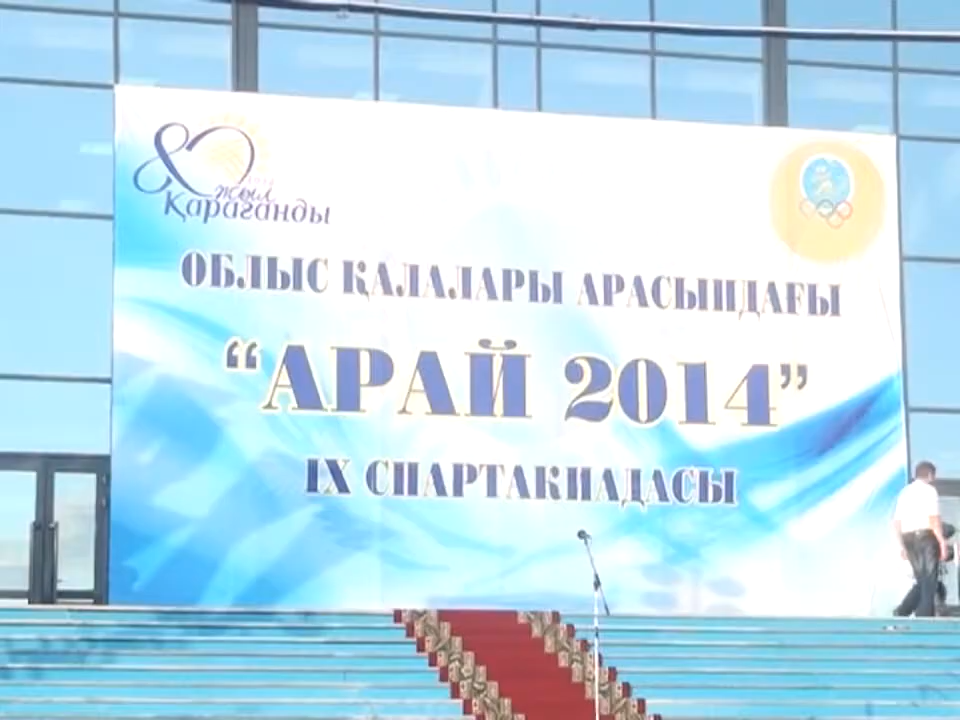 80
жыл
Қарағанды
ОБЛЫС ҚАЛАЛАРЫ АРАСЫНДАҒЫ
“АРАЙ 2014”
IX СПАРТАКИАДАСЫ